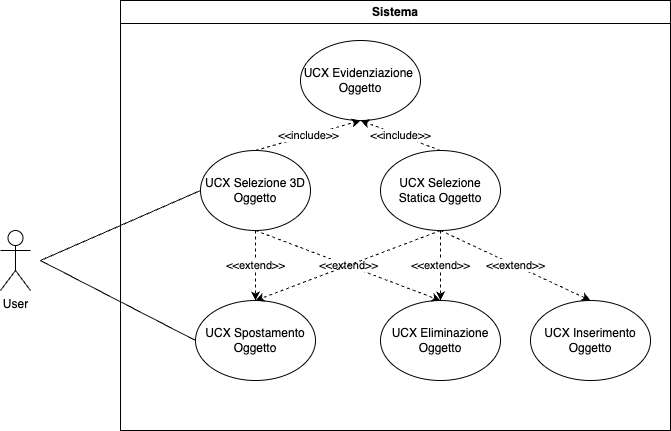 Sistema
UCX Evidenziazione
Oggetto
<<include>>
<<include>>
UCX Selezione 3D
Oggetto
UCX Selezione
Statica Oggetto
User
<<extend>>
<<extend>>
<<extend>>
<<extend>>
UCX Spostamento
Oggetto
UCX Eliminazione
Oggetto
UCX Inserimento
Oggetto